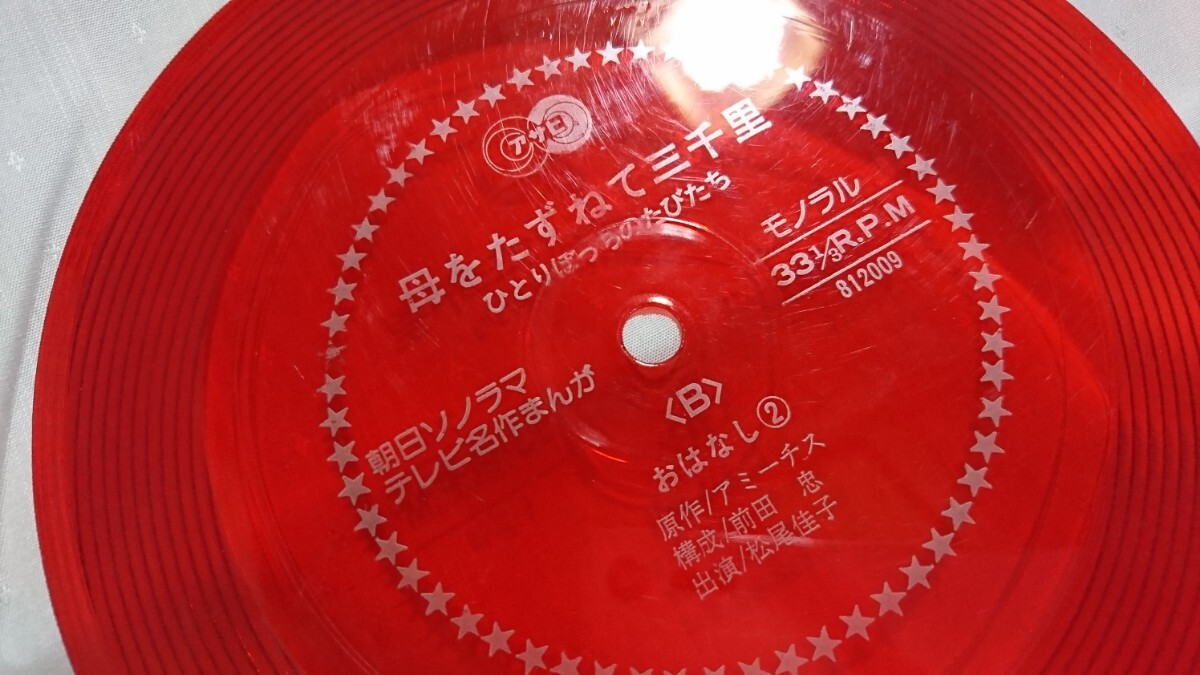 アサヒ
母をたずねて三千里
ひとりぼっちのたびたち
モノラル
33⅓R.P.M
812009
朝日ソノラマ
テレビ名作まんが
〈B〉
おはなし②
原作/アミーチス
構成/前田 忠
出演/松尾佳子